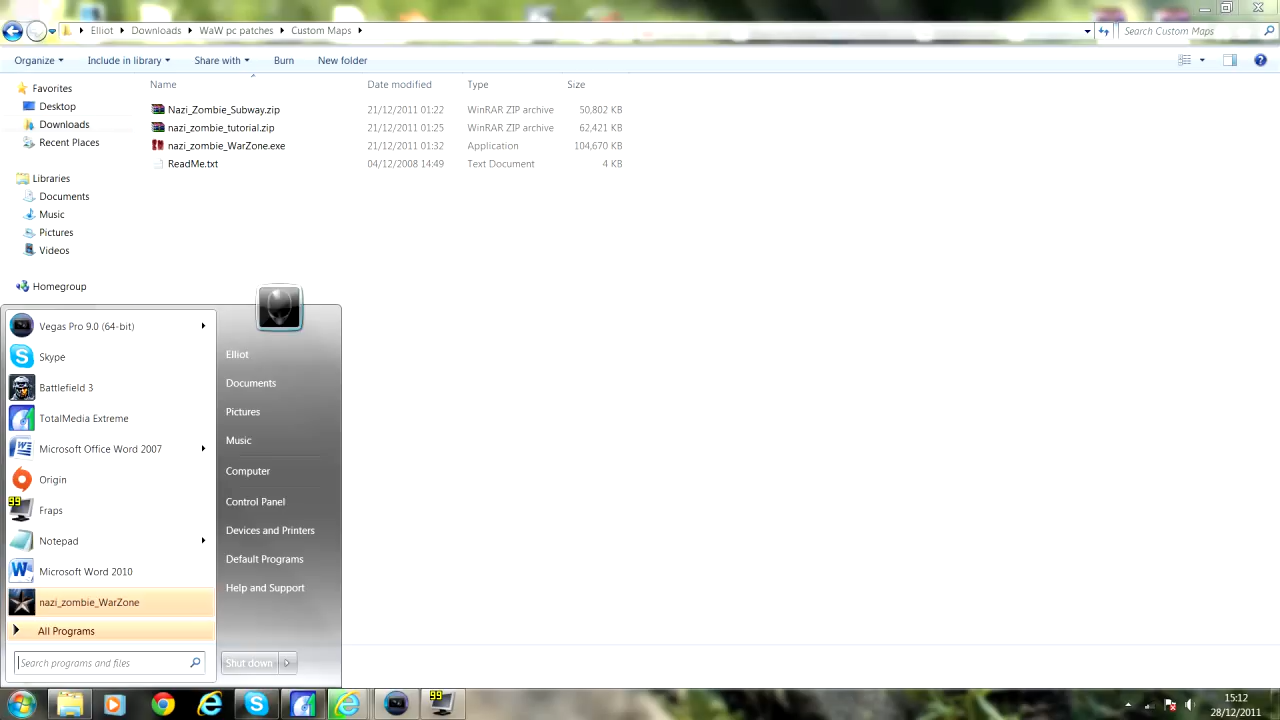 Elliot Downloads WaW pc patches Custom Maps Search Custom Maps
Organize Include in library Share with Burn New folder
Name Date modified Type Size
Favorites
Desktop
Downloads
Recent Places
Libraries
Documents
Music
Pictures
Videos
Homegroup
Nazi_Zombie_Subway.zip 21/12/2011 01:22 WinRAR ZIP archive 50,802 KB
nazi_zombie_tutorial.zip 21/12/2011 01:25 WinRAR ZIP archive 62,421 KB
nazi_zombie_WarZone.exe 21/12/2011 01:32 Application 104,670 KB
ReadMe.txt 04/12/2008 14:49 Text Document 4 KB
Vegas Pro 9.0 (64-bit)
Skype
Battlefield 3
TotalMedia Extreme
Microsoft Office Word 2007
Origin
99
Fraps
Notepad
Microsoft Word 2010
nazi_zombie_WarZone
All Programs
Search programs and files
Elliot
Documents
Pictures
Music
Computer
Control Panel
Devices and Printers
Default Programs
Help and Support
Shut down
99
15:12
28/12/2011